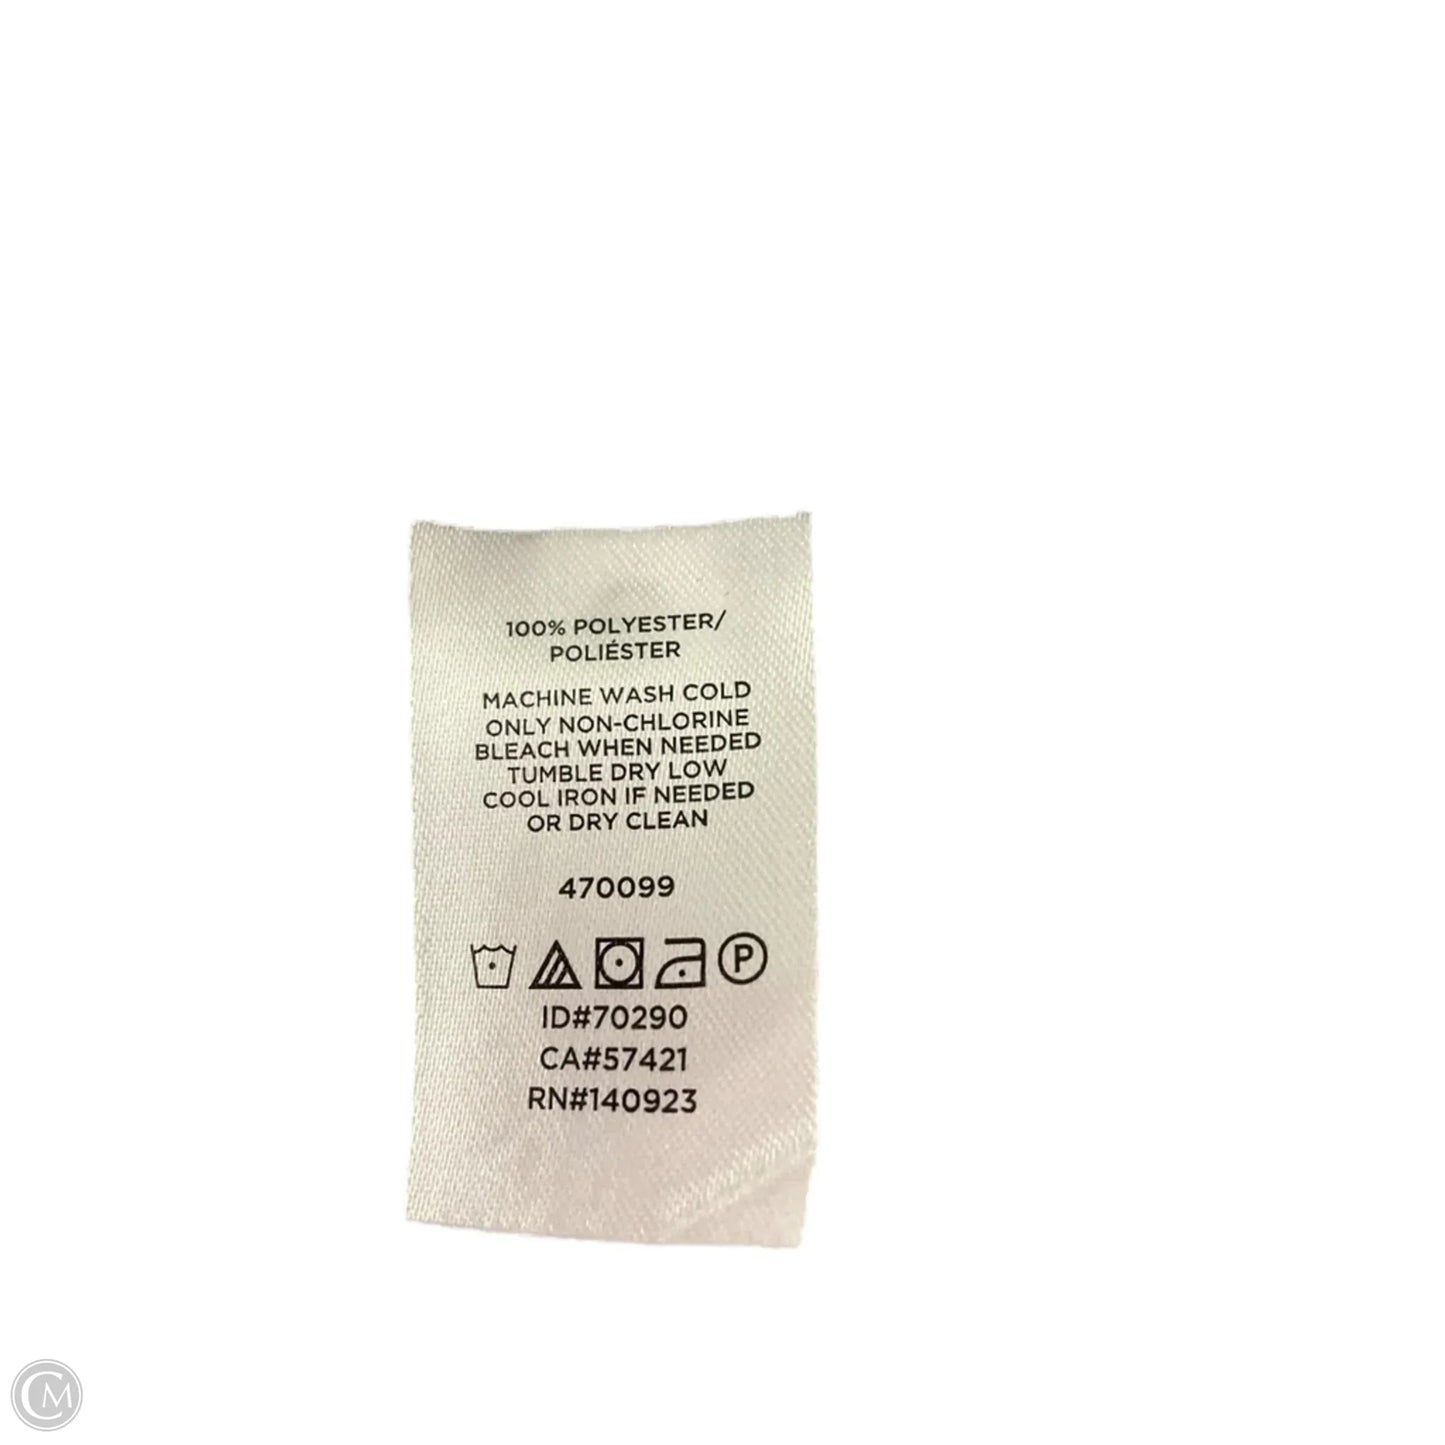 100% POLYESTER/
POLIÉSTER
MACHINE WASH COLD
ONLY NON-CHLORINE
BLEACH WHEN NEEDED
TUMBLE DRY LOW
COOL IRON IF NEEDED
OR DRY CLEAN
470099
P
ID#70290
CA#57421
RN#140923
CM